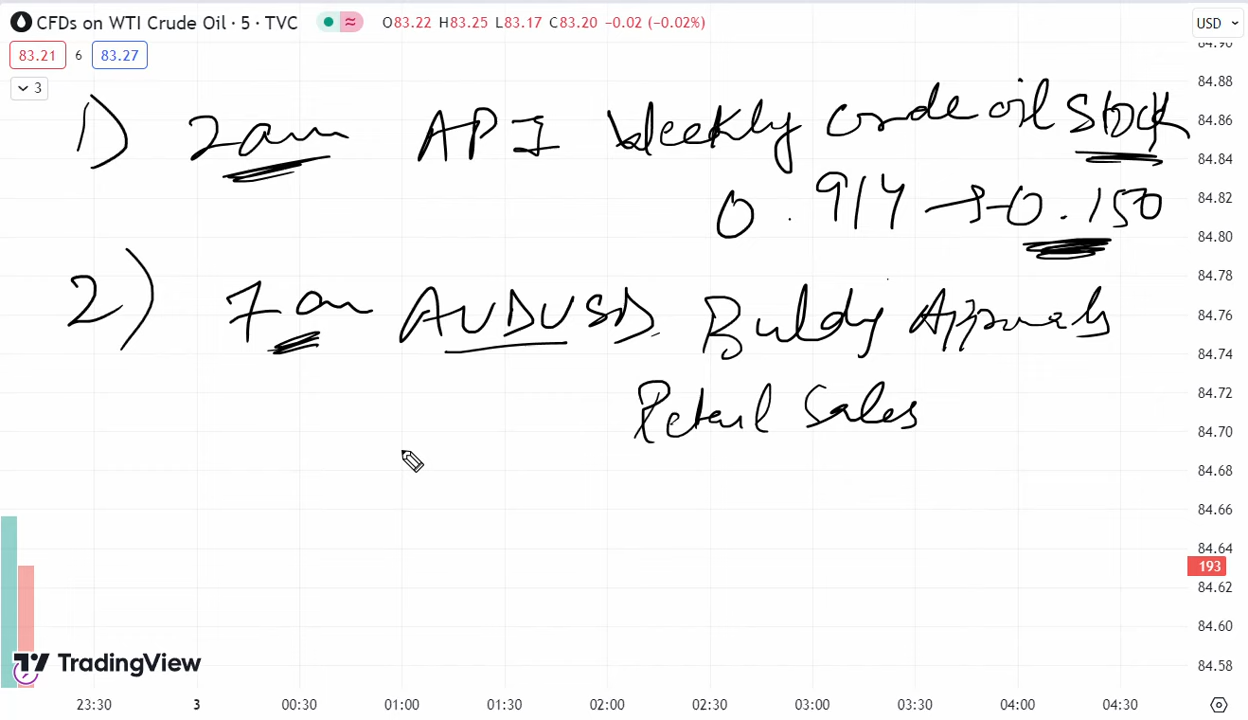 CFDs on WTI Crude Oil · 5 · TVC ≈ O83.22 H83.25 L83.17 C83.20 −0.02 (−0.02%) USD
83.21 6 83.27
3
1) 2am API Weekly Crude oil Stock
0.914 → -0.150
2) 7am AUDUSD Buldy Appruals
Retail Sales
84.90
84.88
84.86
84.84
84.82
84.80
84.78
84.76
84.74
84.72
84.70
84.68
84.66
84.64
193
84.62
84.60
84.58
TradingView
23:30 3 00:30 01:00 01:30 02:00 02:30 03:00 03:30 04:00 04:30